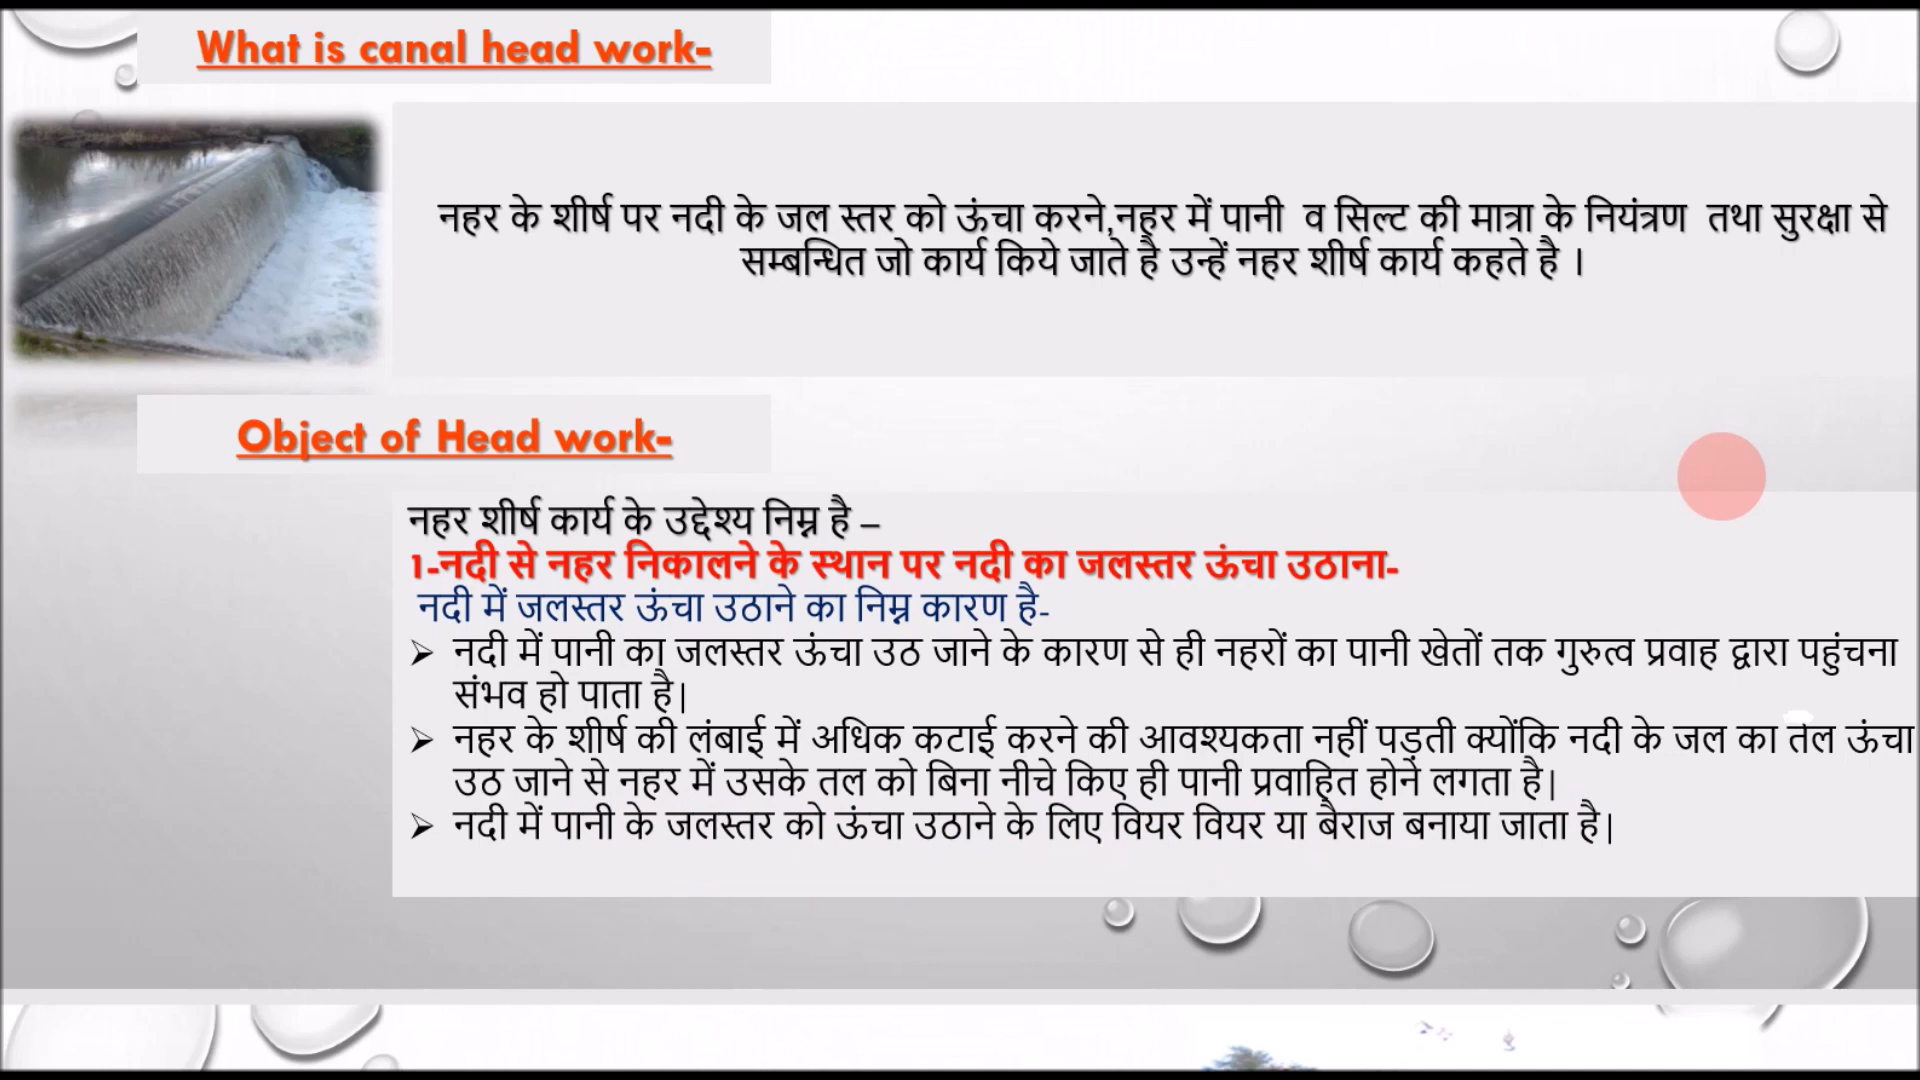 What is canal head work-
नहर के शीर्ष पर नदी के जल स्तर को ऊंचा करने,नहर में पानी व सिल्ट की मात्रा के नियंत्रण तथा सुरक्षा से
सम्बन्धित जो कार्य किये जाते है उन्हें नहर शीर्ष कार्य कहते है ।
Object of Head work-
नहर शीर्ष कार्य के उद्देश्य निम्न है –
1-नदी से नहर निकालने के स्थान पर नदी का जलस्तर ऊंचा उठाना-
नदी में जलस्तर ऊंचा उठाने का निम्न कारण है-
➢ नदी में पानी का जलस्तर ऊंचा उठ जाने के कारण से ही नहरों का पानी खेतों तक गुरुत्व प्रवाह द्वारा पहुंचना
संभव हो पाता है|
➢ नहर के शीर्ष की लंबाई में अधिक कटाई करने की आवश्यकता नहीं पड़ती क्योंकि नदी के जल का तल ऊंचा
उठ जाने से नहर में उसके तल को बिना नीचे किए ही पानी प्रवाहित होने लगता है|
➢ नदी में पानी के जलस्तर को ऊंचा उठाने के लिए वियर वियर या बैराज बनाया जाता है|